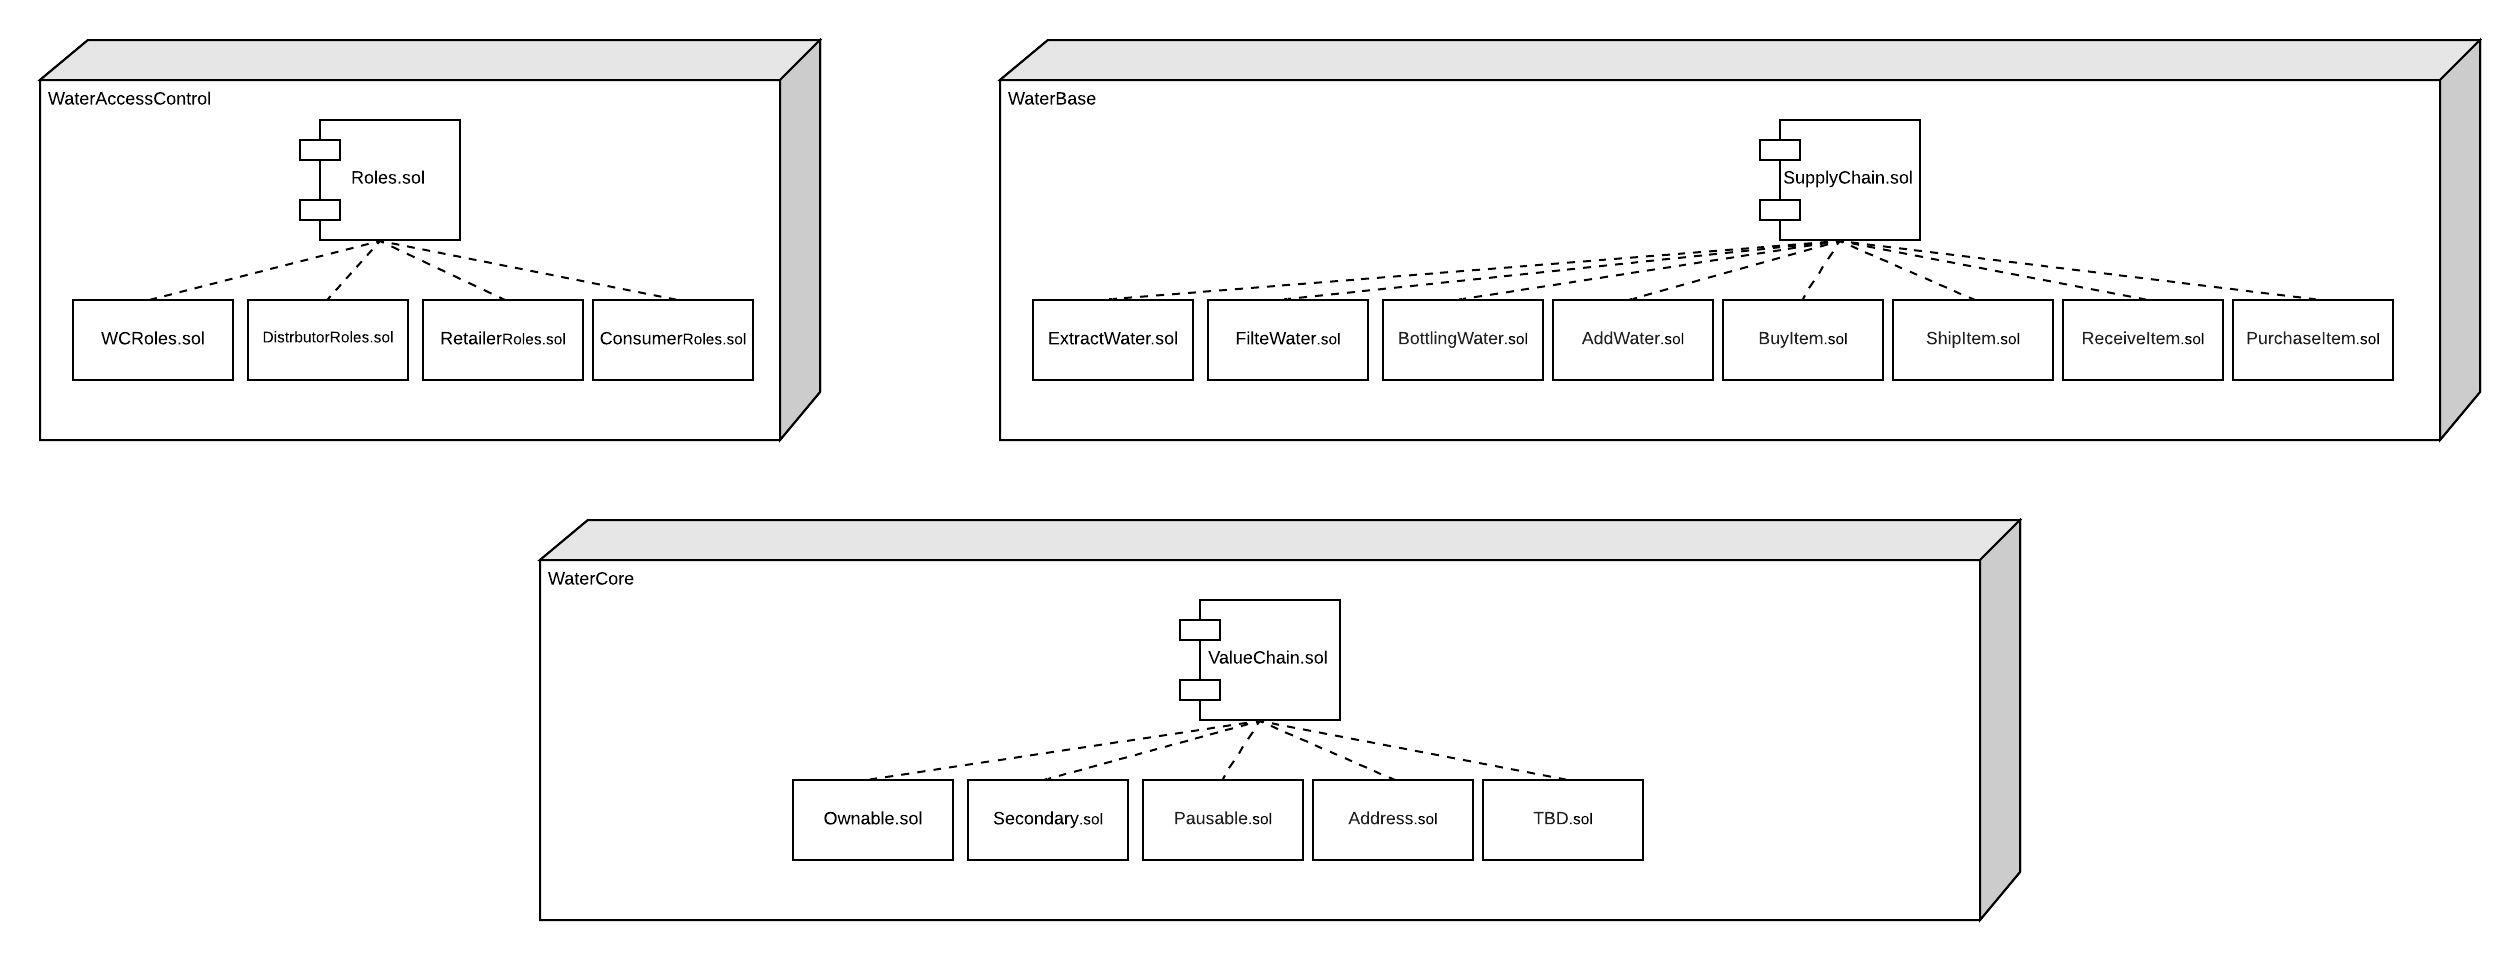 WaterAccessControl
Roles.sol
WCRoles.sol
DistrbutorRoles.sol
RetailerRoles.sol
ConsumerRoles.sol
WaterBase
SupplyChain.sol
ExtractWater.sol
FilteWater.sol
BottlingWater.sol
AddWater.sol
BuyItem.sol
ShipItem.sol
ReceiveItem.sol
PurchaseItem.sol
WaterCore
ValueChain.sol
Ownable.sol
Secondary.sol
Pausable.sol
Address.sol
TBD.sol